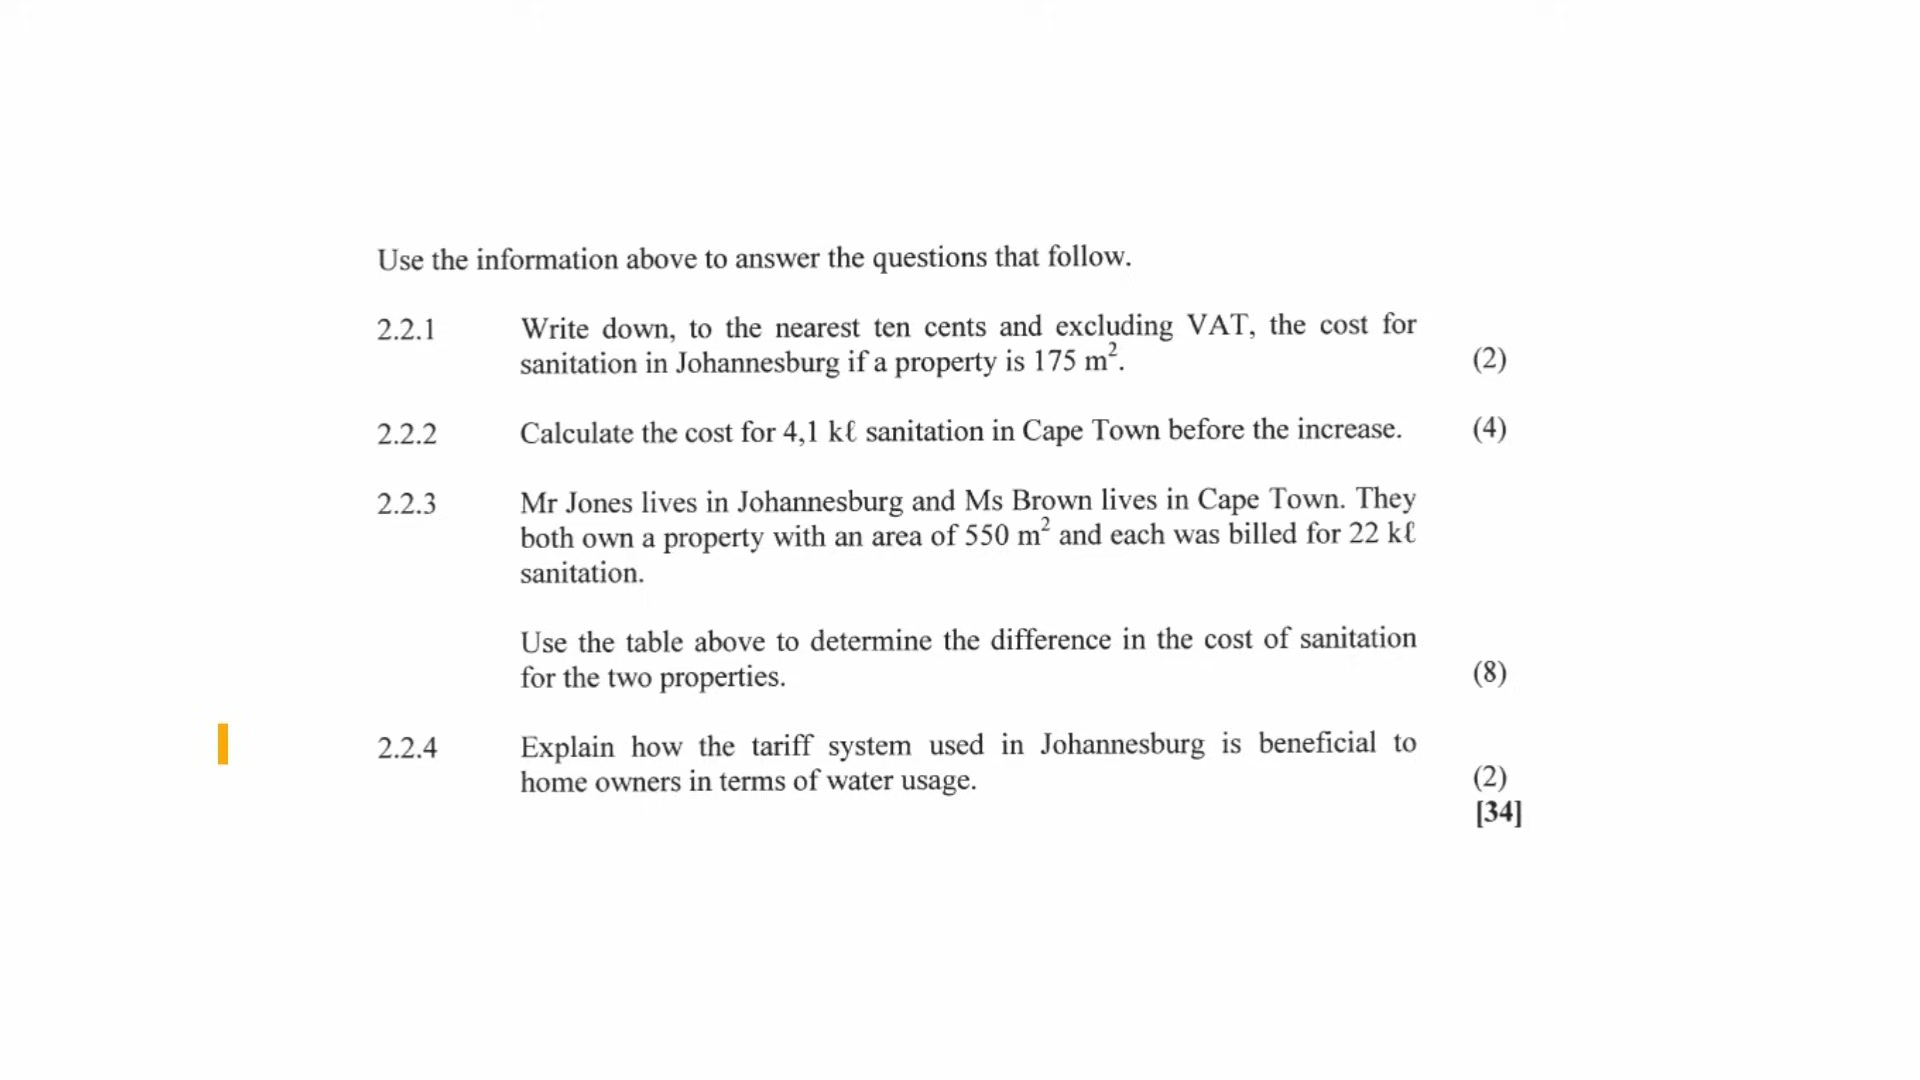 Use the information above to answer the questions that follow.
2.2.1 Write down, to the nearest ten cents and excluding VAT, the cost for
sanitation in Johannesburg if a property is 175 m². (2)
2.2.2 Calculate the cost for 4,1 kℓ sanitation in Cape Town before the increase. (4)
2.2.3 Mr Jones lives in Johannesburg and Ms Brown lives in Cape Town. They
both own a property with an area of 550 m² and each was billed for 22 kℓ
sanitation.
Use the table above to determine the difference in the cost of sanitation
for the two properties. (8)
2.2.4 Explain how the tariff system used in Johannesburg is beneficial to
home owners in terms of water usage. (2)
[34]